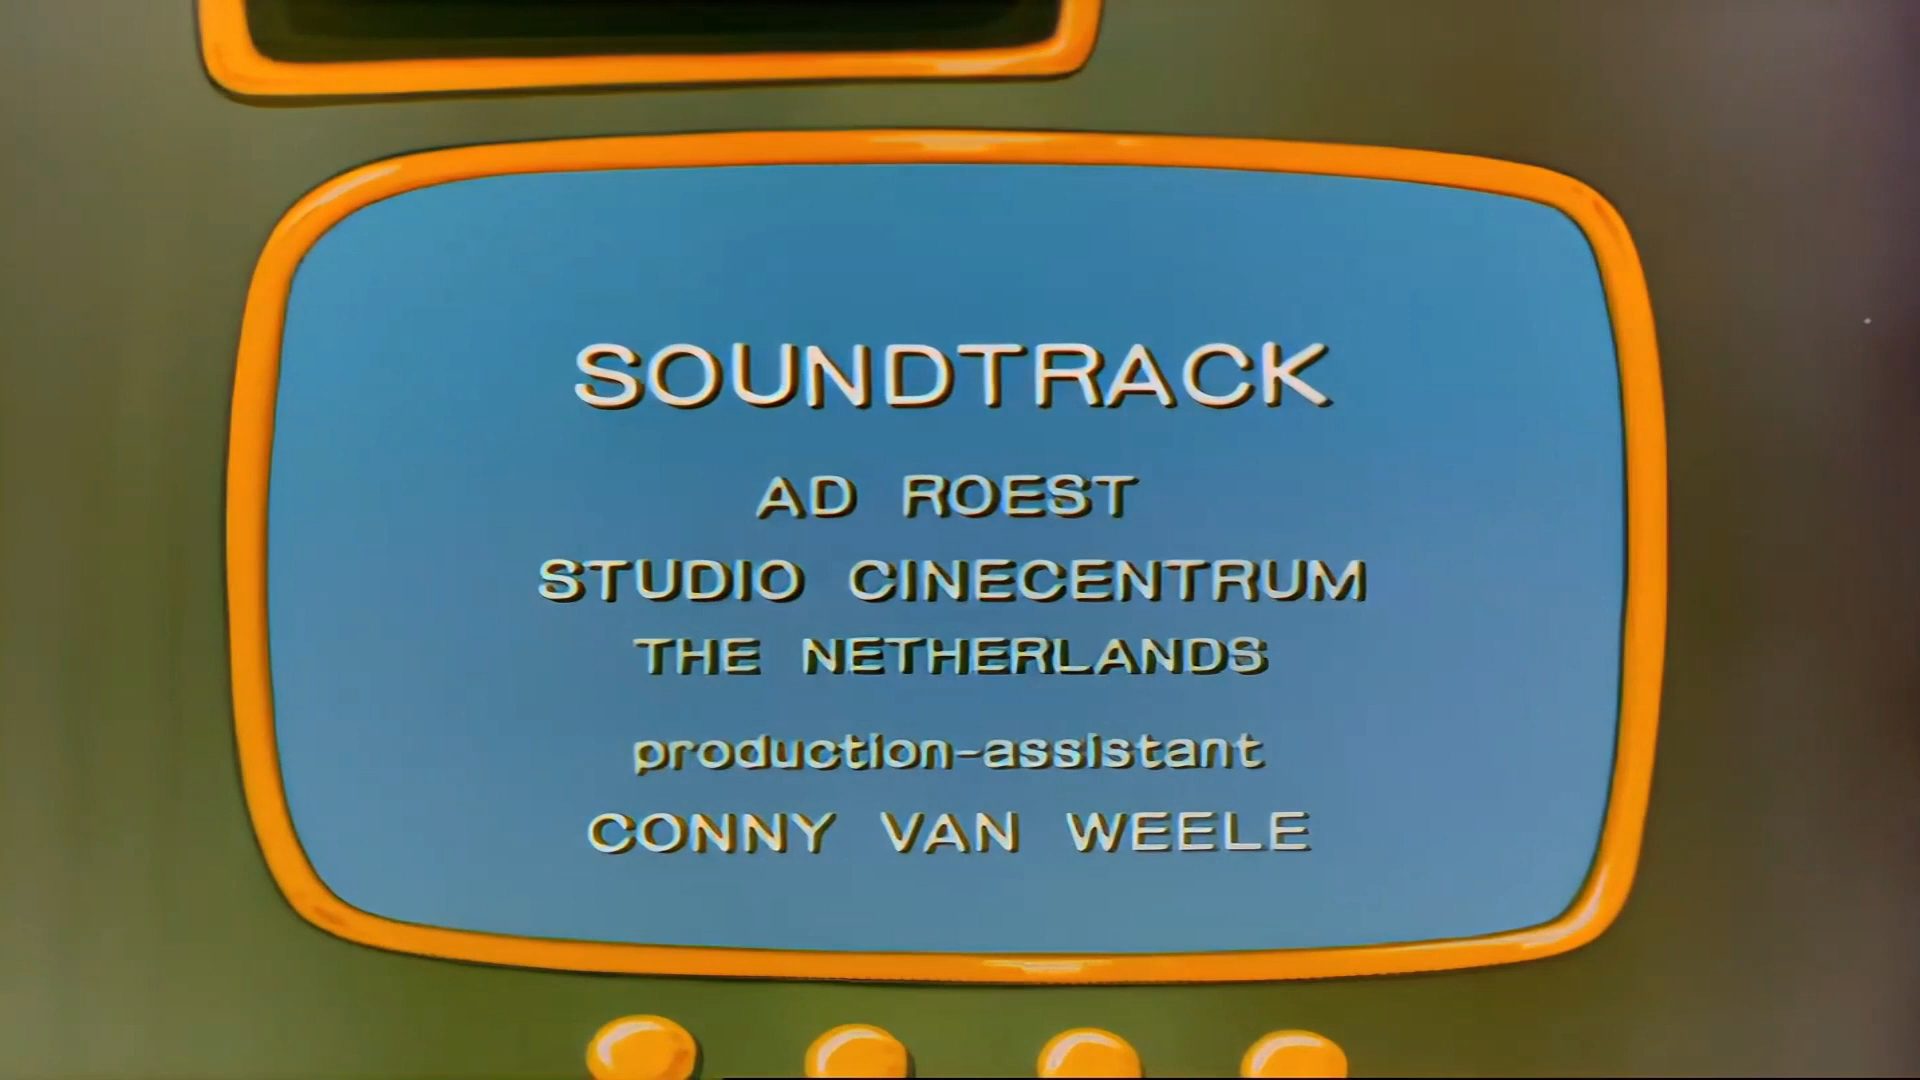 SOUNDTRACK
AD ROEST
STUDIO CINECENTRUM
THE NETHERLANDS
production-assistant
CONNY VAN WEELE